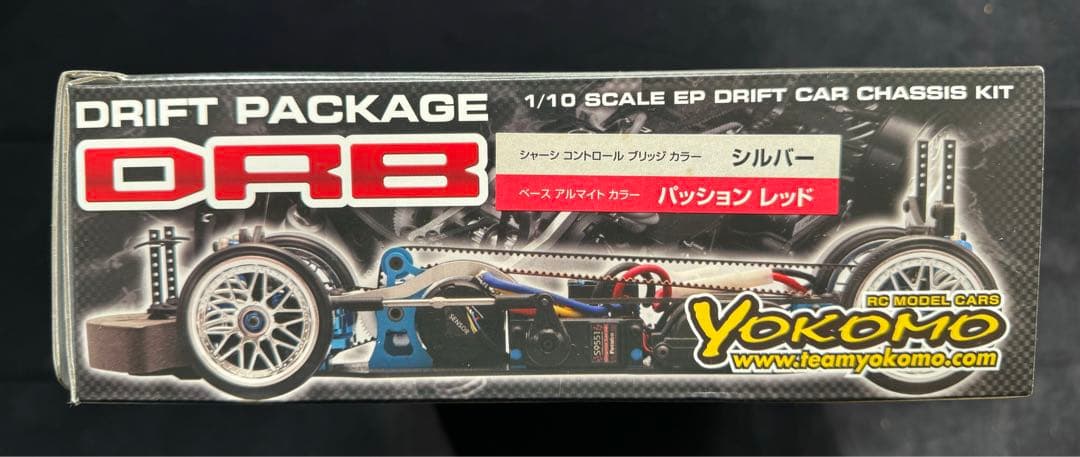 DRIFT PACKAGE
1/10 SCALE EP DRIFT CAR CHASSIS KIT
DRB
シャーシ コントロール ブリッジ カラー シルバー
ベース アルマイト カラー パッション レッド
SENSOR
S9551
Futaba
RC MODEL CARS
YOKOMO
www.teamyokomo.com